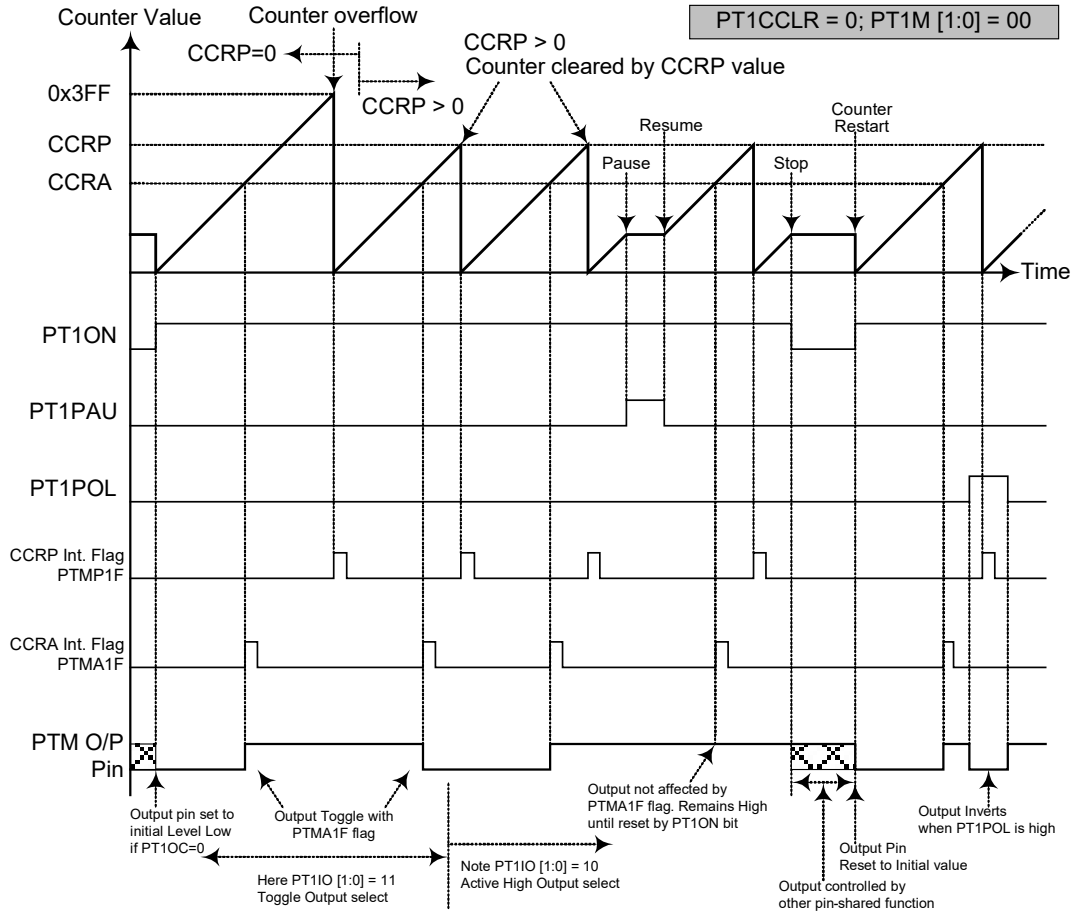 Counter Value
Counter overflow
PT1CCLR = 0; PT1M [1:0] = 00
CCRP=0
CCRP > 0
CCRP > 0
Counter cleared by CCRP value
0x3FF
CCRP
CCRA
Pause
Resume
Stop
Counter
Restart
Time
PT1ON
PT1PAU
PT1POL
CCRP Int. Flag
PTMP1F
CCRA Int. Flag
PTMA1F
PTM O/P
Pin
Output pin set to
initial Level Low
if PT1OC=0
Output Toggle with
PTMA1F flag
Here PT1IO [1:0] = 11
Toggle Output select
Note PT1IO [1:0] = 10
Active High Output select
Output not affected by
PTMA1F flag. Remains High
until reset by PT1ON bit
Output controlled by
other pin-shared function
Output Pin
Reset to Initial value
Output Inverts
when PT1POL is high